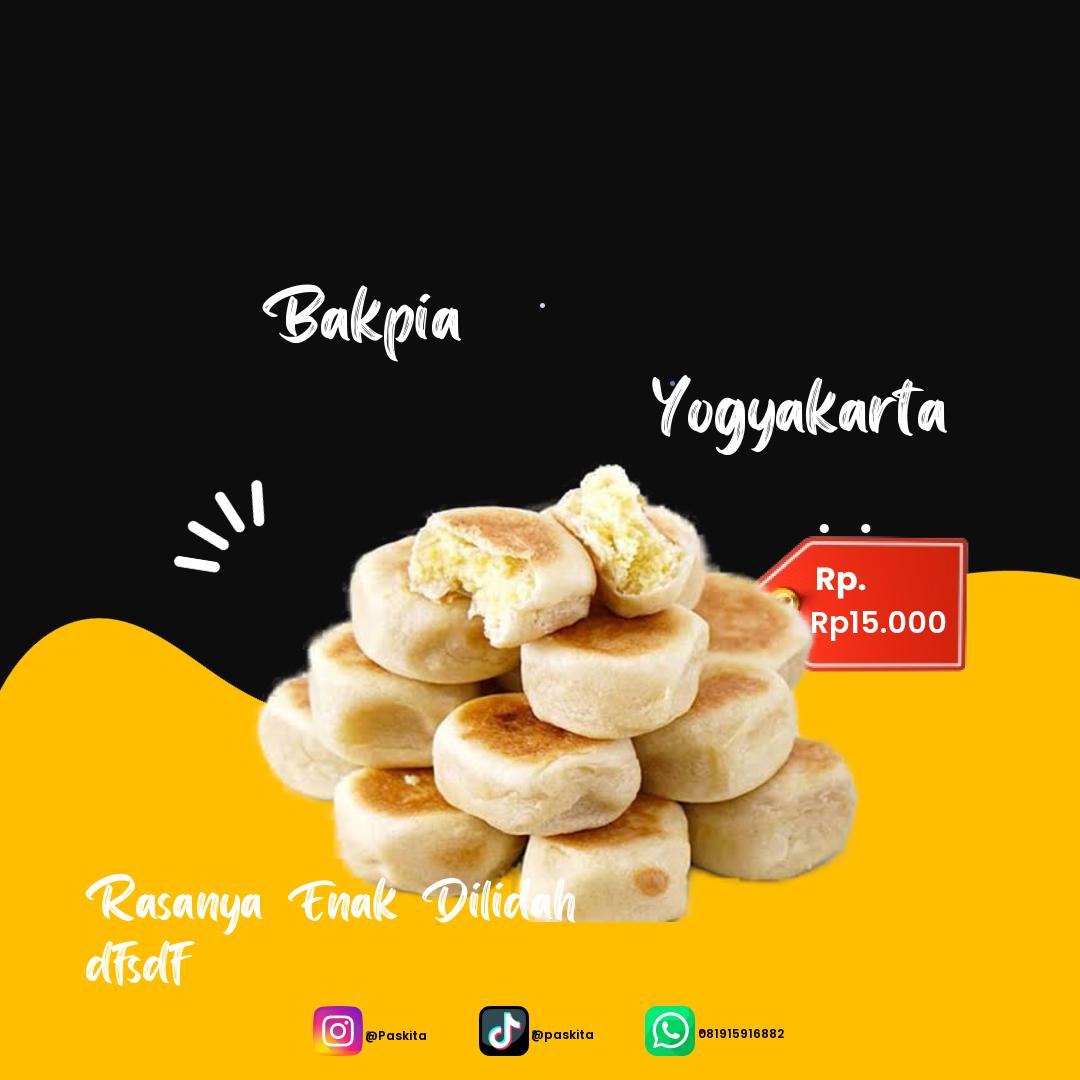 Bakpia
Yogyakarta
Rp.
Rp15.000
Rasanya Enak Dilidah
dFsdF
@Paskita
@paskita
081915916882